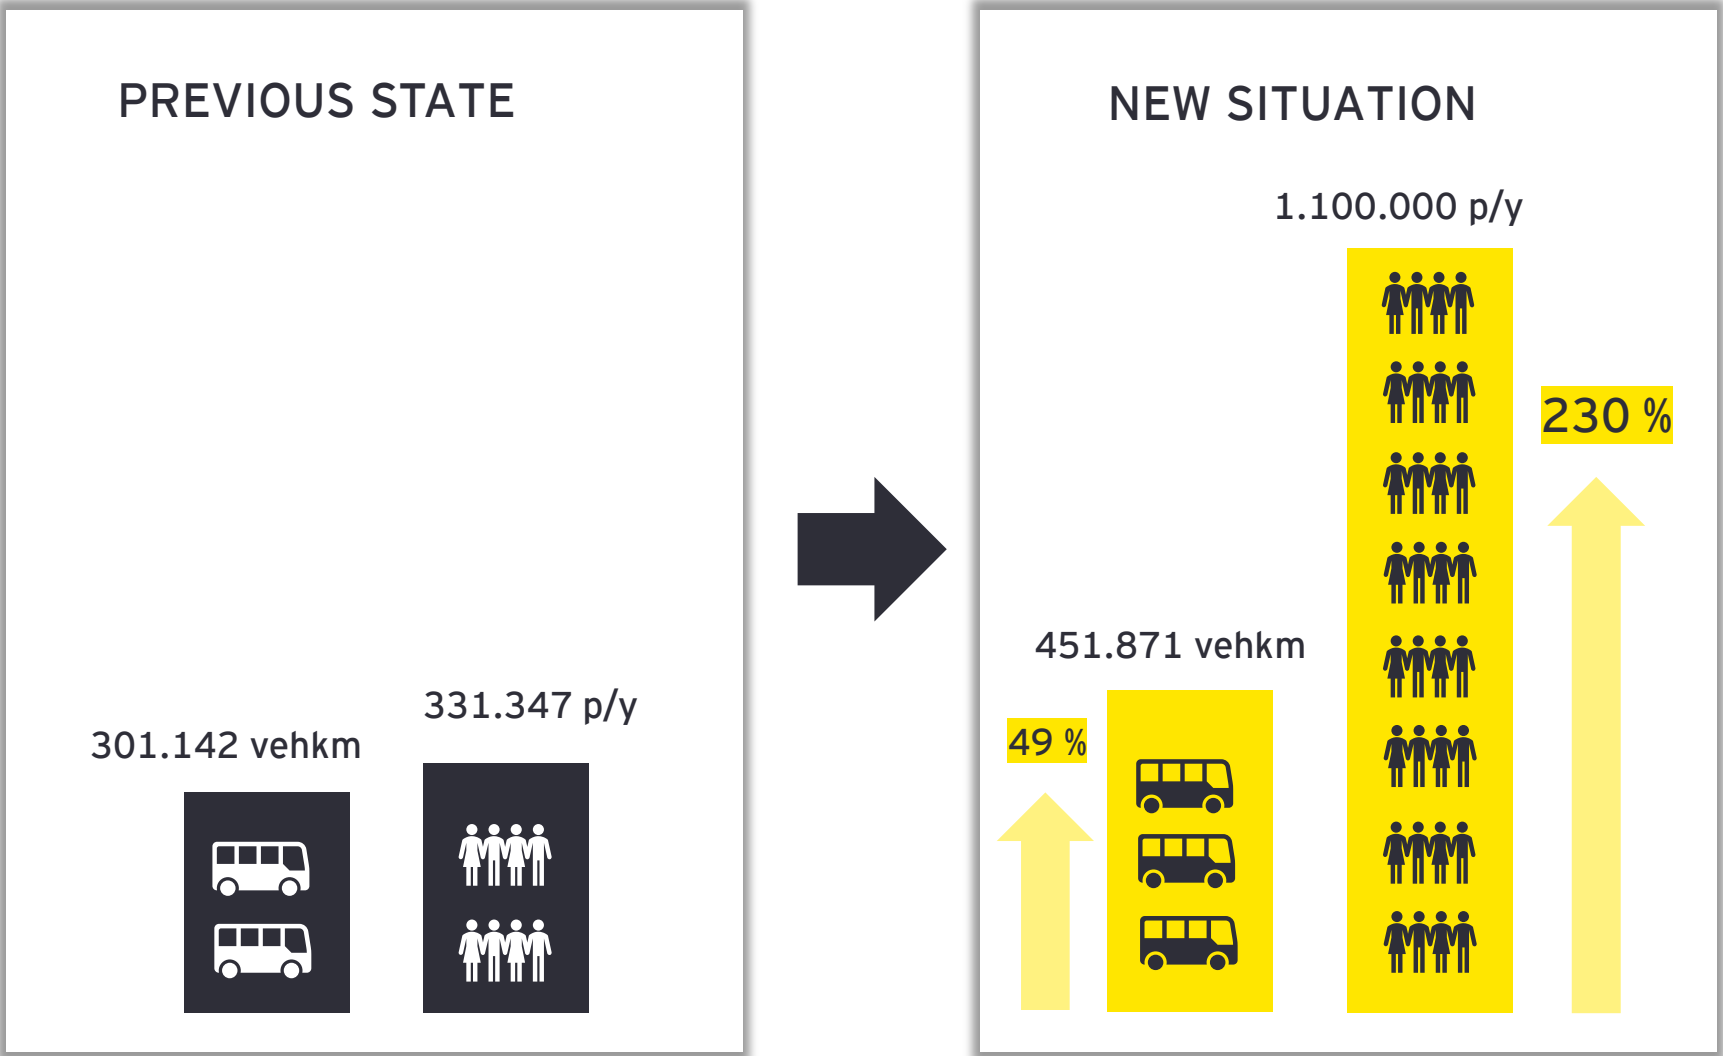 PREVIOUS STATE
301.142 vehkm
331.347 p/y
NEW SITUATION
1.100.000 p/y
230 %
451.871 vehkm
49 %